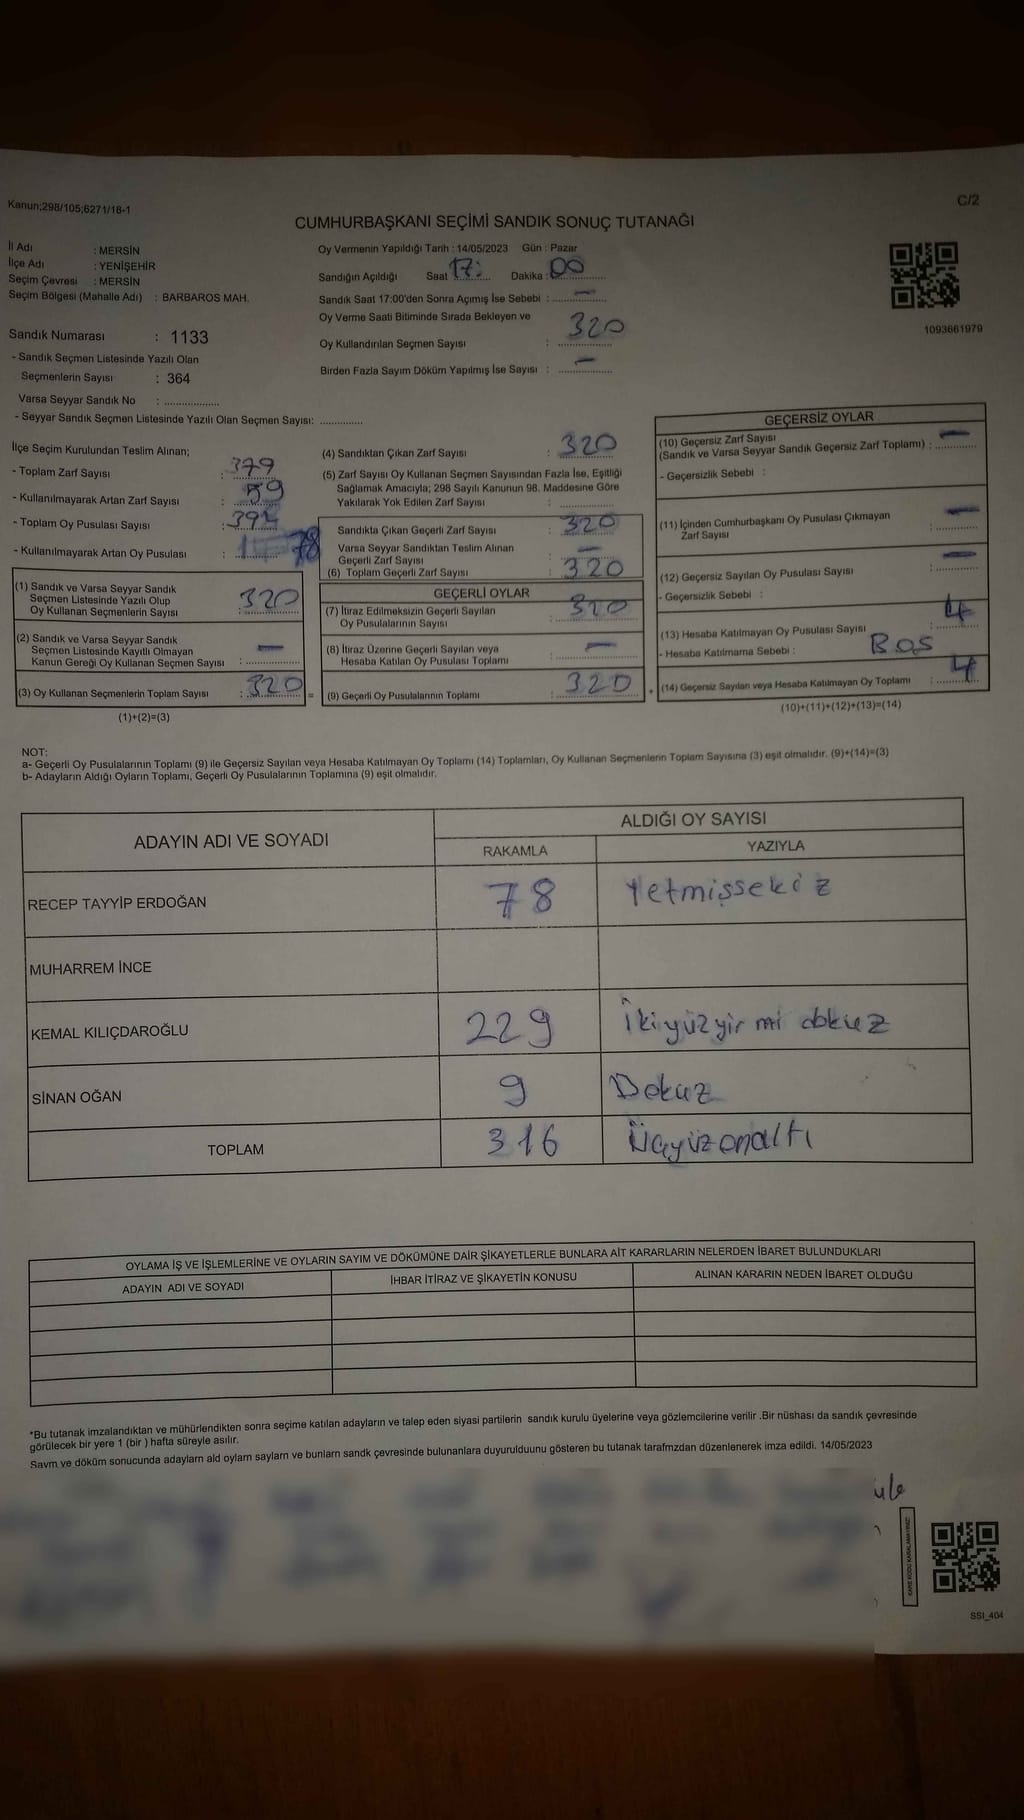 Kanun;298/105;6271/18-1
C/2
CUMHURBAŞKANI SEÇİMİ SANDIK SONUÇ TUTANAĞI
İl Adı : MERSİN
İlçe Adı : YENİŞEHİR
Seçim Çevresi : MERSİN
Seçim Bölgesi (Mahalle Adı) : BARBAROS MAH.
Sandık Numarası : 1133
- Sandık Seçmen Listesinde Yazılı Olan
Seçmenlerin Sayısı : 364
Varsa Seyyar Sandık No : ..................
- Seyyar Sandık Seçmen Listesinde Yazılı Olan Seçmen Sayısı: ..............
Oy Vermenin Yapıldığı Tarih : 14/05/2023 Gün : Pazar
Sandığın Açıldığı Saat 17: Dakika : 00
Sandık Saat 17:00'den Sonra Açımış İse Sebebi : —
Oy Verme Saati Bitiminde Sırada Bekleyen ve
Oy Kullandırılan Seçmen Sayısı : 320
Birden Fazla Sayım Döküm Yapılmış İse Sayısı : —
1093661979
İlçe Seçim Kurulundan Teslim Alınan;
- Toplam Zarf Sayısı : 379
- Kullanılmayarak Artan Zarf Sayısı : 59
- Toplam Oy Pusulası Sayısı :
- Kullanılmayarak Artan Oy Pusulası : 78
(1) Sandık ve Varsa Seyyar Sandık
Seçmen Listesinde Yazılı Olup
Oy Kullanan Seçmenlerin Sayısı : 320
(2) Sandık ve Varsa Seyyar Sandık
Seçmen Listesinde Kayıtlı Olmayan
Kanun Gereği Oy Kullanan Seçmen Sayısı : —
(3) Oy Kullanan Seçmenlerin Toplam Sayısı : 320 =
(1)+(2)=(3)
(4) Sandıktan Çıkan Zarf Sayısı : 320
(5) Zarf Sayısı Oy Kullanan Seçmen Sayısından Fazla İse, Eşitliği
Sağlamak Amacıyla; 298 Sayılı Kanunun 98. Maddesine Göre
Yakılarak Yok Edilen Zarf Sayısı : ..............
Sandıkta Çıkan Geçerli Zarf Sayısı : 320
Varsa Seyyar Sandıktan Teslim Alınan
Geçerli Zarf Sayısı : —
(6) Toplam Geçerli Zarf Sayısı : 320
GEÇERLİ OYLAR
(7) İtiraz Edilmeksizin Geçerli Sayılan
Oy Pusulalarının Sayısı : 320
(8) İtiraz Üzerine Geçerli Sayılan veya
Hesaba Katılan Oy Pusulası Toplamı : —
(9) Geçerli Oy Pusulalarının Toplamı : 320 +
GEÇERSİZ OYLAR
(10) Geçersiz Zarf Sayısı
(Sandık ve Varsa Seyyar Sandık Geçersiz Zarf Toplamı) : —
- Geçersizlik Sebebi :
(11) İçinden Cumhurbaşkanı Oy Pusulası Çıkmayan
Zarf Sayısı : —
(12) Geçersiz Sayılan Oy Pusulası Sayısı : —
- Geçersizlik Sebebi :
(13) Hesaba Katılmayan Oy Pusulası Sayısı : 4
- Hesaba Katılmama Sebebi : BOŞ
(14) Geçersiz Sayılan veya Hesaba Katılmayan Oy Toplamı : 4
(10)+(11)+(12)+(13)=(14)
NOT:
a- Geçerli Oy Pusulalarının Toplamı (9) ile Geçersiz Sayılan veya Hesaba Katılmayan Oy Toplamı (14) Toplamları, Oy Kullanan Seçmenlerin Toplam Sayısına (3) eşit olmalıdır. (9)+(14)=(3)
b- Adayların Aldığı Oyların Toplamı, Geçerli Oy Pusulalarının Toplamına (9) eşit olmalıdır.
ADAYIN ADI VE SOYADI ALDIĞI OY SAYISI
RAKAMLA YAZIYLA
RECEP TAYYİP ERDOĞAN 78 Yetmişsekiz
MUHARREM İNCE
KEMAL KILIÇDAROĞLU 229 İkiyüzyirmi dokuz
SİNAN OĞAN 9 Dokuz
TOPLAM 316 Üçyüzonaltı
OYLAMA İŞ VE İŞLEMLERİNE VE OYLARIN SAYIM VE DÖKÜMÜNE DAİR ŞİKAYETLERLE BUNLARA AİT KARARLARIN NELERDEN İBARET BULUNDUKLARI
ADAYIN ADI VE SOYADI İHBAR İTİRAZ VE ŞİKAYETİN KONUSU ALINAN KARARIN NEDEN İBARET OLDUĞU
*Bu tutanak imzalandıktan ve mühürlendikten sonra seçime katılan adayların ve talep eden siyasi partilerin sandık kurulu üyelerine veya gözlemcilerine verilir .Bir nüshası da sandık çevresinde
görülecek bir yere 1 (bir ) hafta süreyle asılır.
Sayım ve döküm sonucunda adayların ald oyların sayları ve bunların sandk çevresinde bulunanlara duyurulduunu gösteren bu tutanak tarafmzdan düzenlenerek imza edildi. 14/05/2023
SSI_404